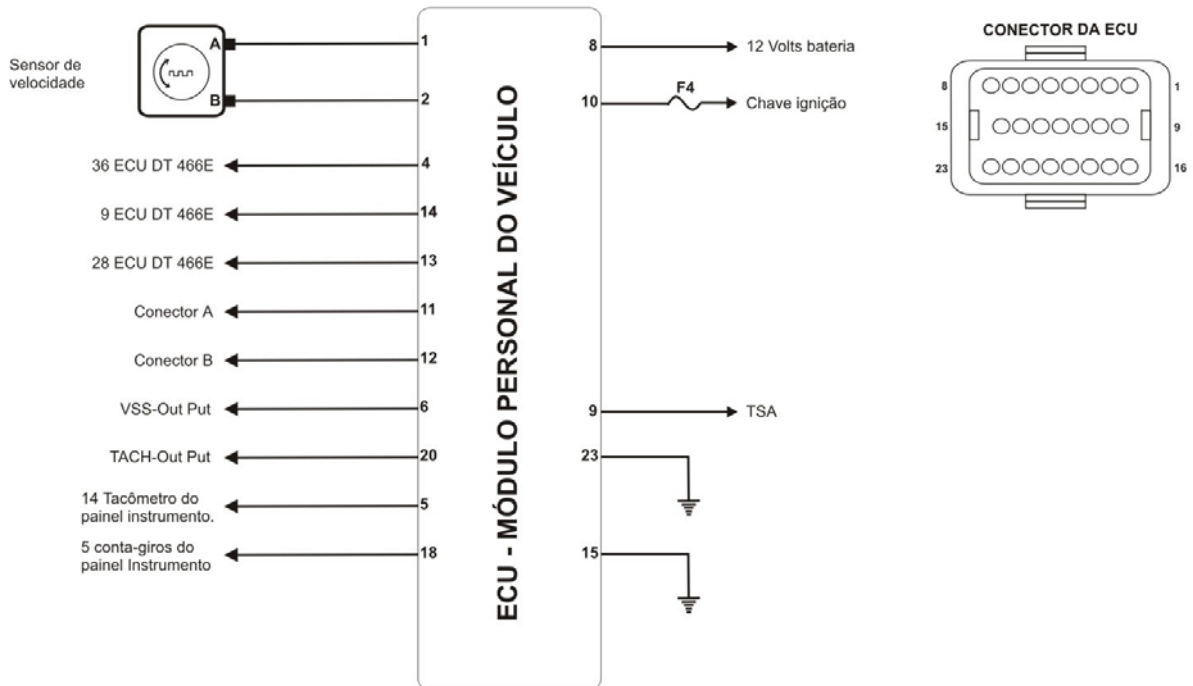 CONECTOR DA ECU
8
1
15
9
23
16
Sensor de
velocidade
A
B
1
2
36 ECU DT 466E
4
9 ECU DT 466E
14
28 ECU DT 466E
13
Conector A
11
Conector B
12
VSS-Out Put
6
TACH-Out Put
20
14 Tacômetro do
painel instrumento.
5
5 conta-giros do
painel Instrumento
18
ECU - MÓDULO PERSONAL DO VEÍCULO
8
12 Volts bateria
10
F4
Chave ignição
9
TSA
23
15